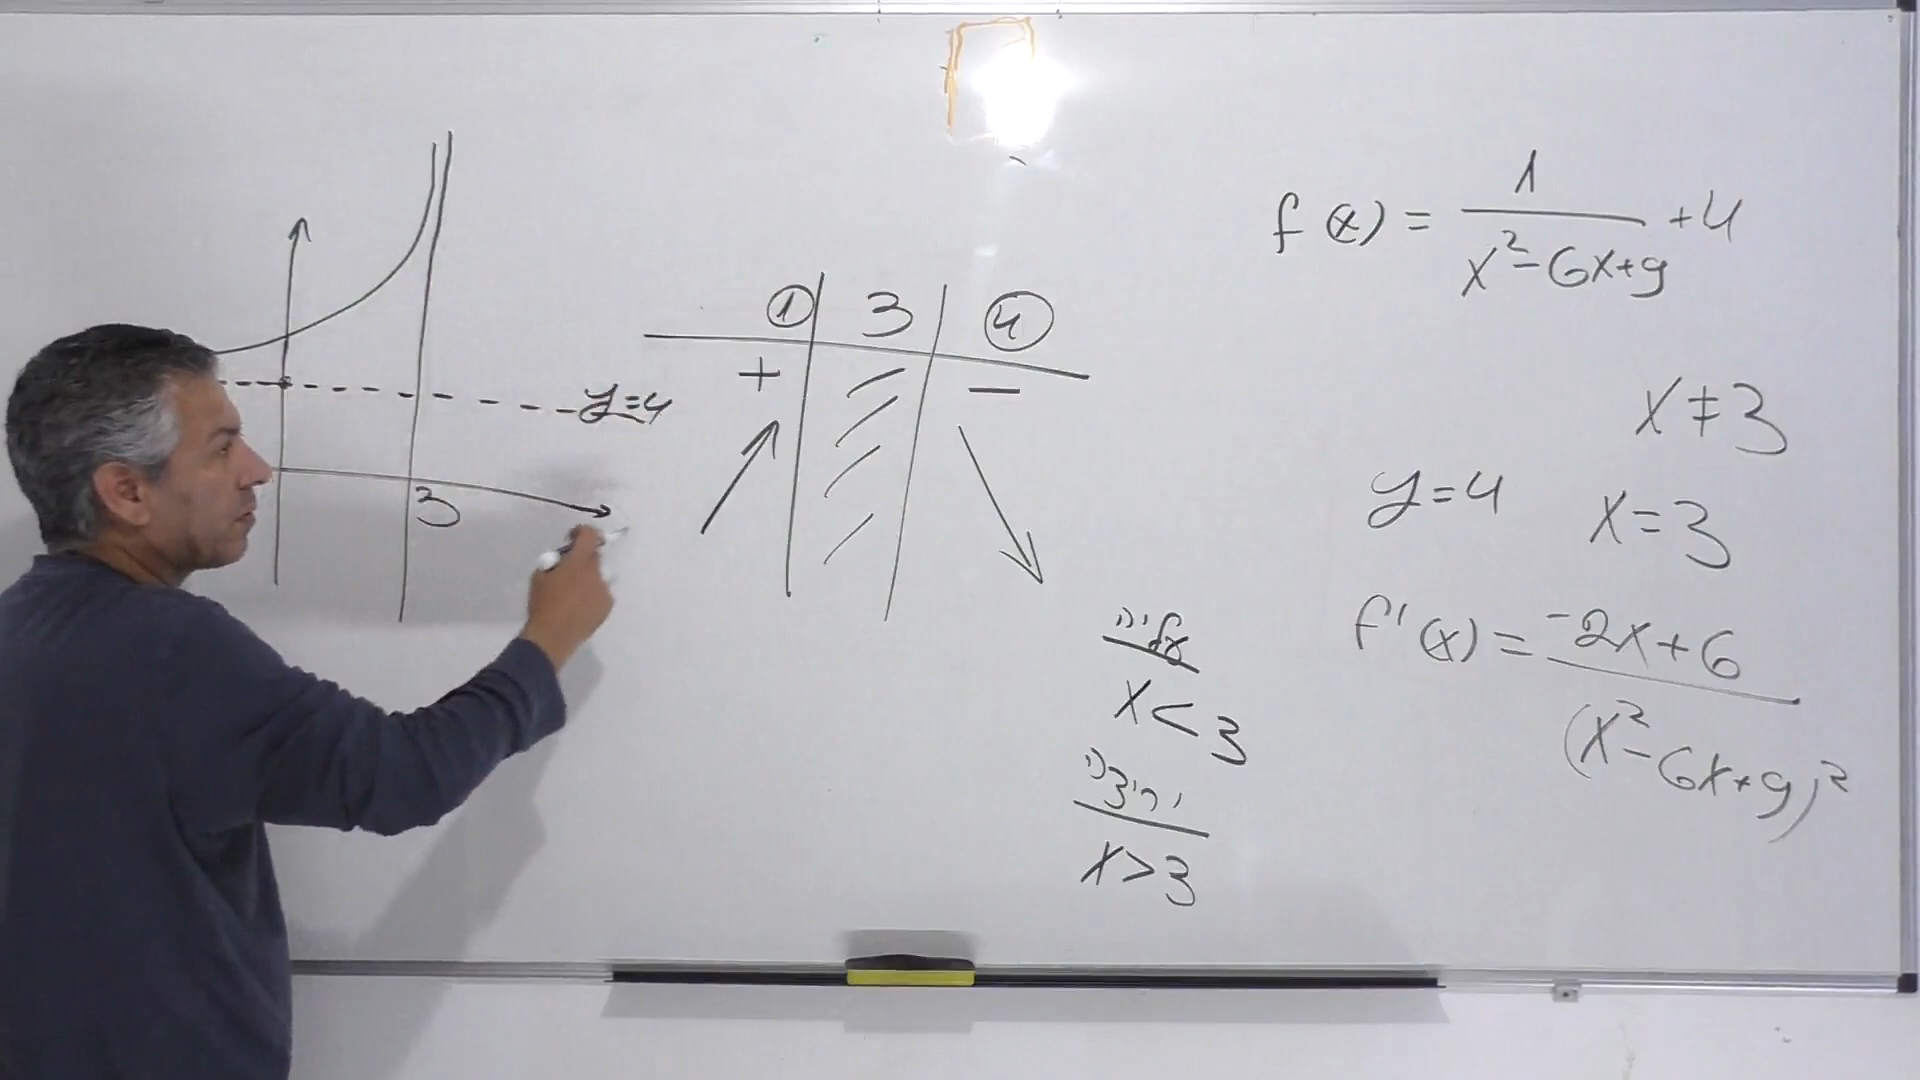 f(x) = 1/(x²-6x+9) +4
x≠3
y=4 x=3
f'(x) = (-2x+6)/(x²-6x+9)²
y=4
3
① 3 ④
+ −
x<3
x>3